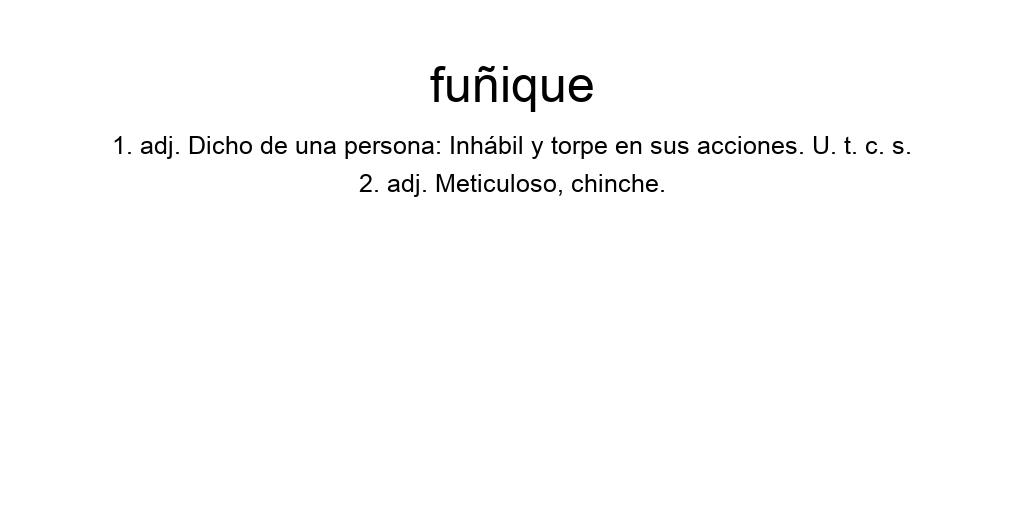 fuñique
1. adj. Dicho de una persona: Inhábil y torpe en sus acciones. U. t. c. s.
2. adj. Meticuloso, chinche.